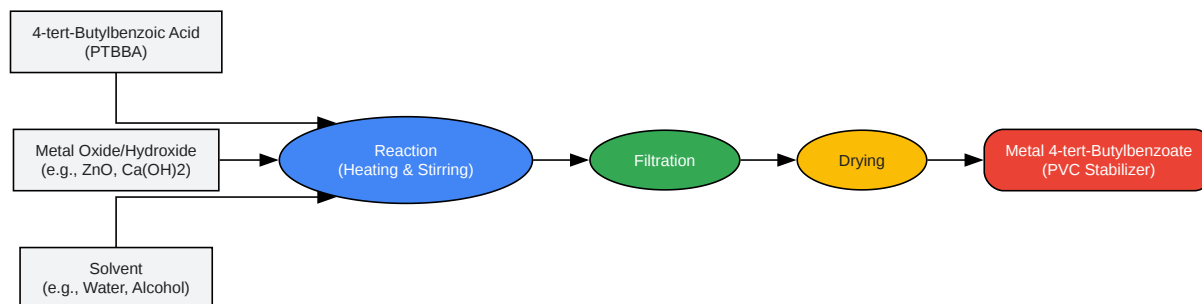 4-tert-Butylbenzoic Acid
(PTBBA)
Metal Oxide/Hydroxide
(e.g., ZnO, Ca(OH)2)
Solvent
(e.g., Water, Alcohol)
Reaction
(Heating & Stirring)
Filtration
Drying
Metal 4-tert-Butylbenzoate
(PVC Stabilizer)